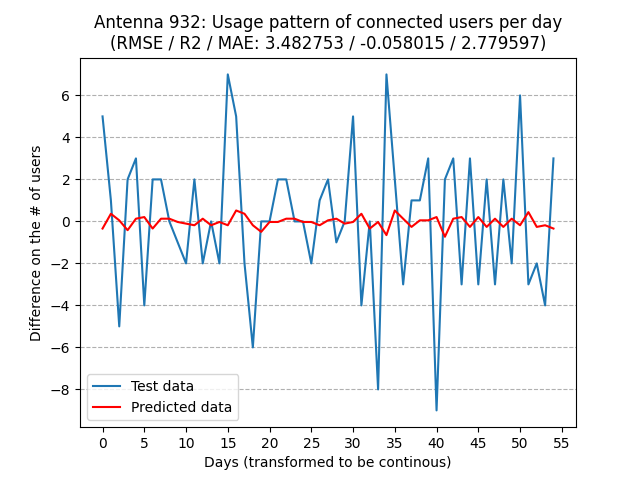 Antenna 932: Usage pattern of connected users per day
(RMSE / R2 / MAE: 3.482753 / -0.058015 / 2.779597)
Difference on the # of users
6
4
2
0
−2
−4
−6
−8
Test data
Predicted data
0 5 10 15 20 25 30 35 40 45 50 55
Days (transformed to be continous)